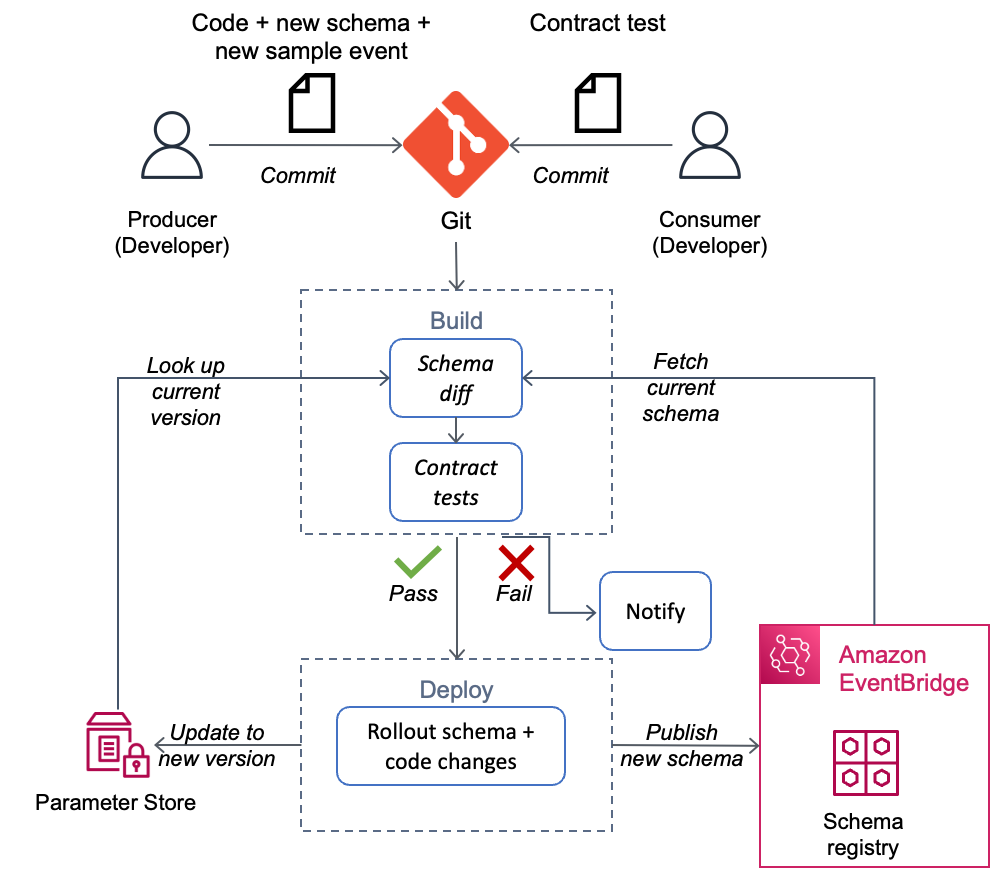 Code + new schema +
new sample event
Contract test
Commit
Commit
Producer
(Developer)
Git
Consumer
(Developer)
Build
Look up
current
version
Schema
diff
Fetch
current
schema
Contract
tests
Pass
Fail
Notify
Deploy
Rollout schema +
code changes
Update to
new version
Publish
new schema
Amazon
EventBridge
Parameter Store
Schema
registry